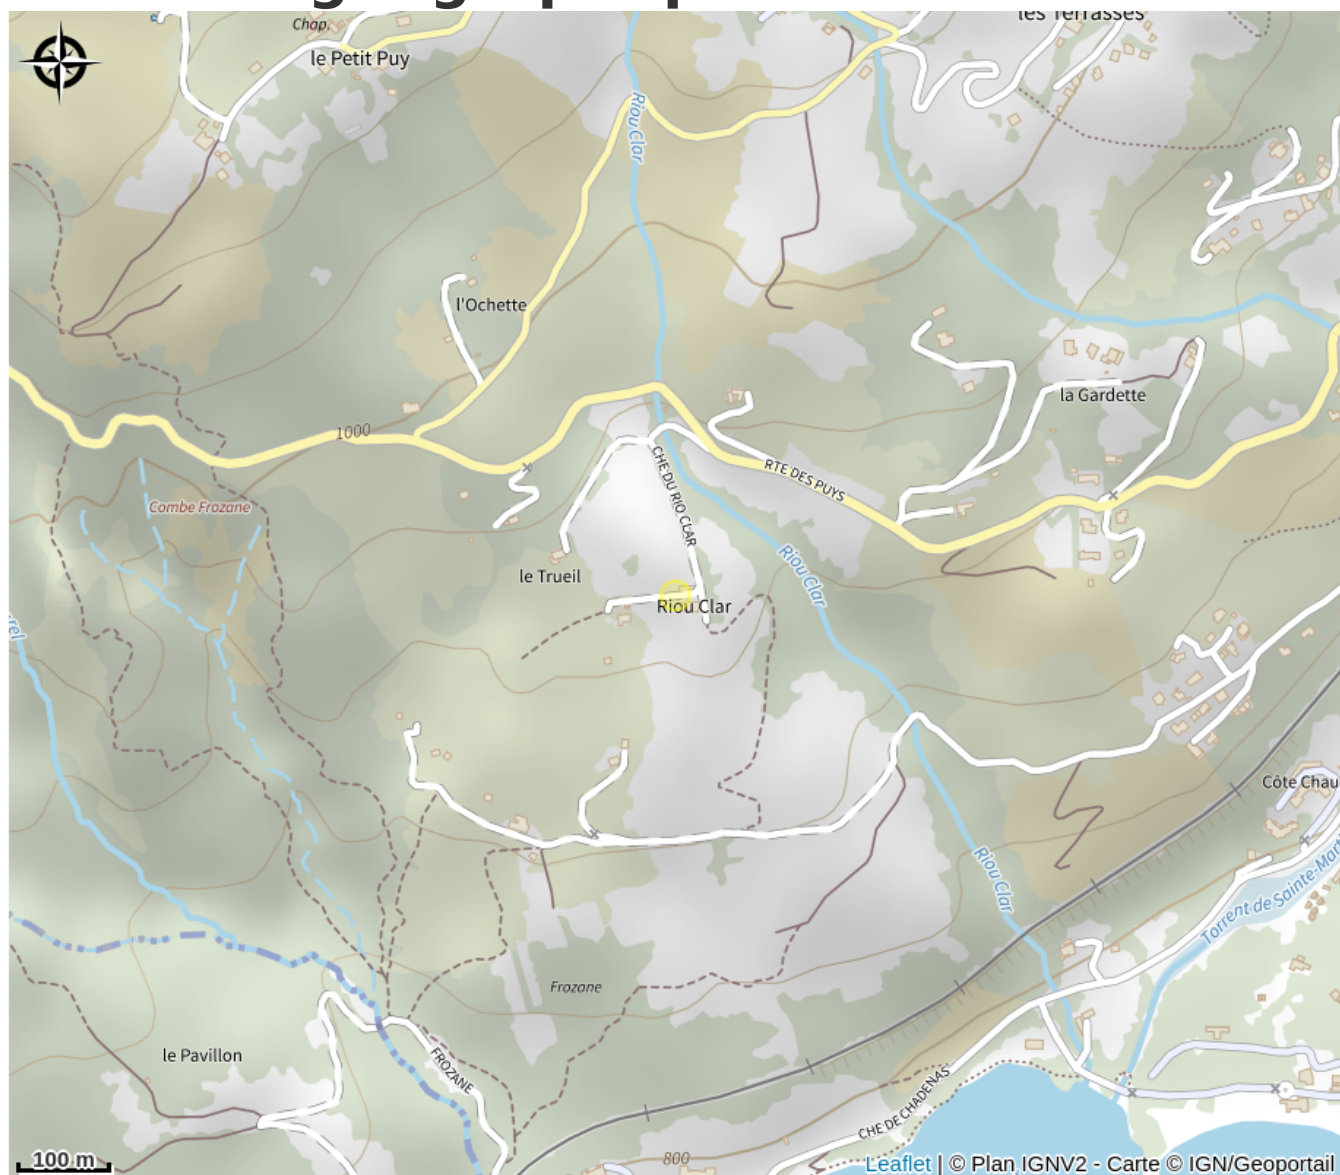 Chap.
les Terrasses
le Petit Puy
Riou Clar
l'Ochette
la Gardette
1000
CHE DU RIO CLAR
RTE DES PUYS
Combe Frozane
le Trueil
Riou Clar
Riou Clar
Côte Chau
Riou Clar
Torrent de Sainte-Mart
Frozane
le Pavillon
FROZANE
CHE DE CHADENAS
800
100 m
Leaflet | © Plan IGNV2 - Carte © IGN/Geoportail